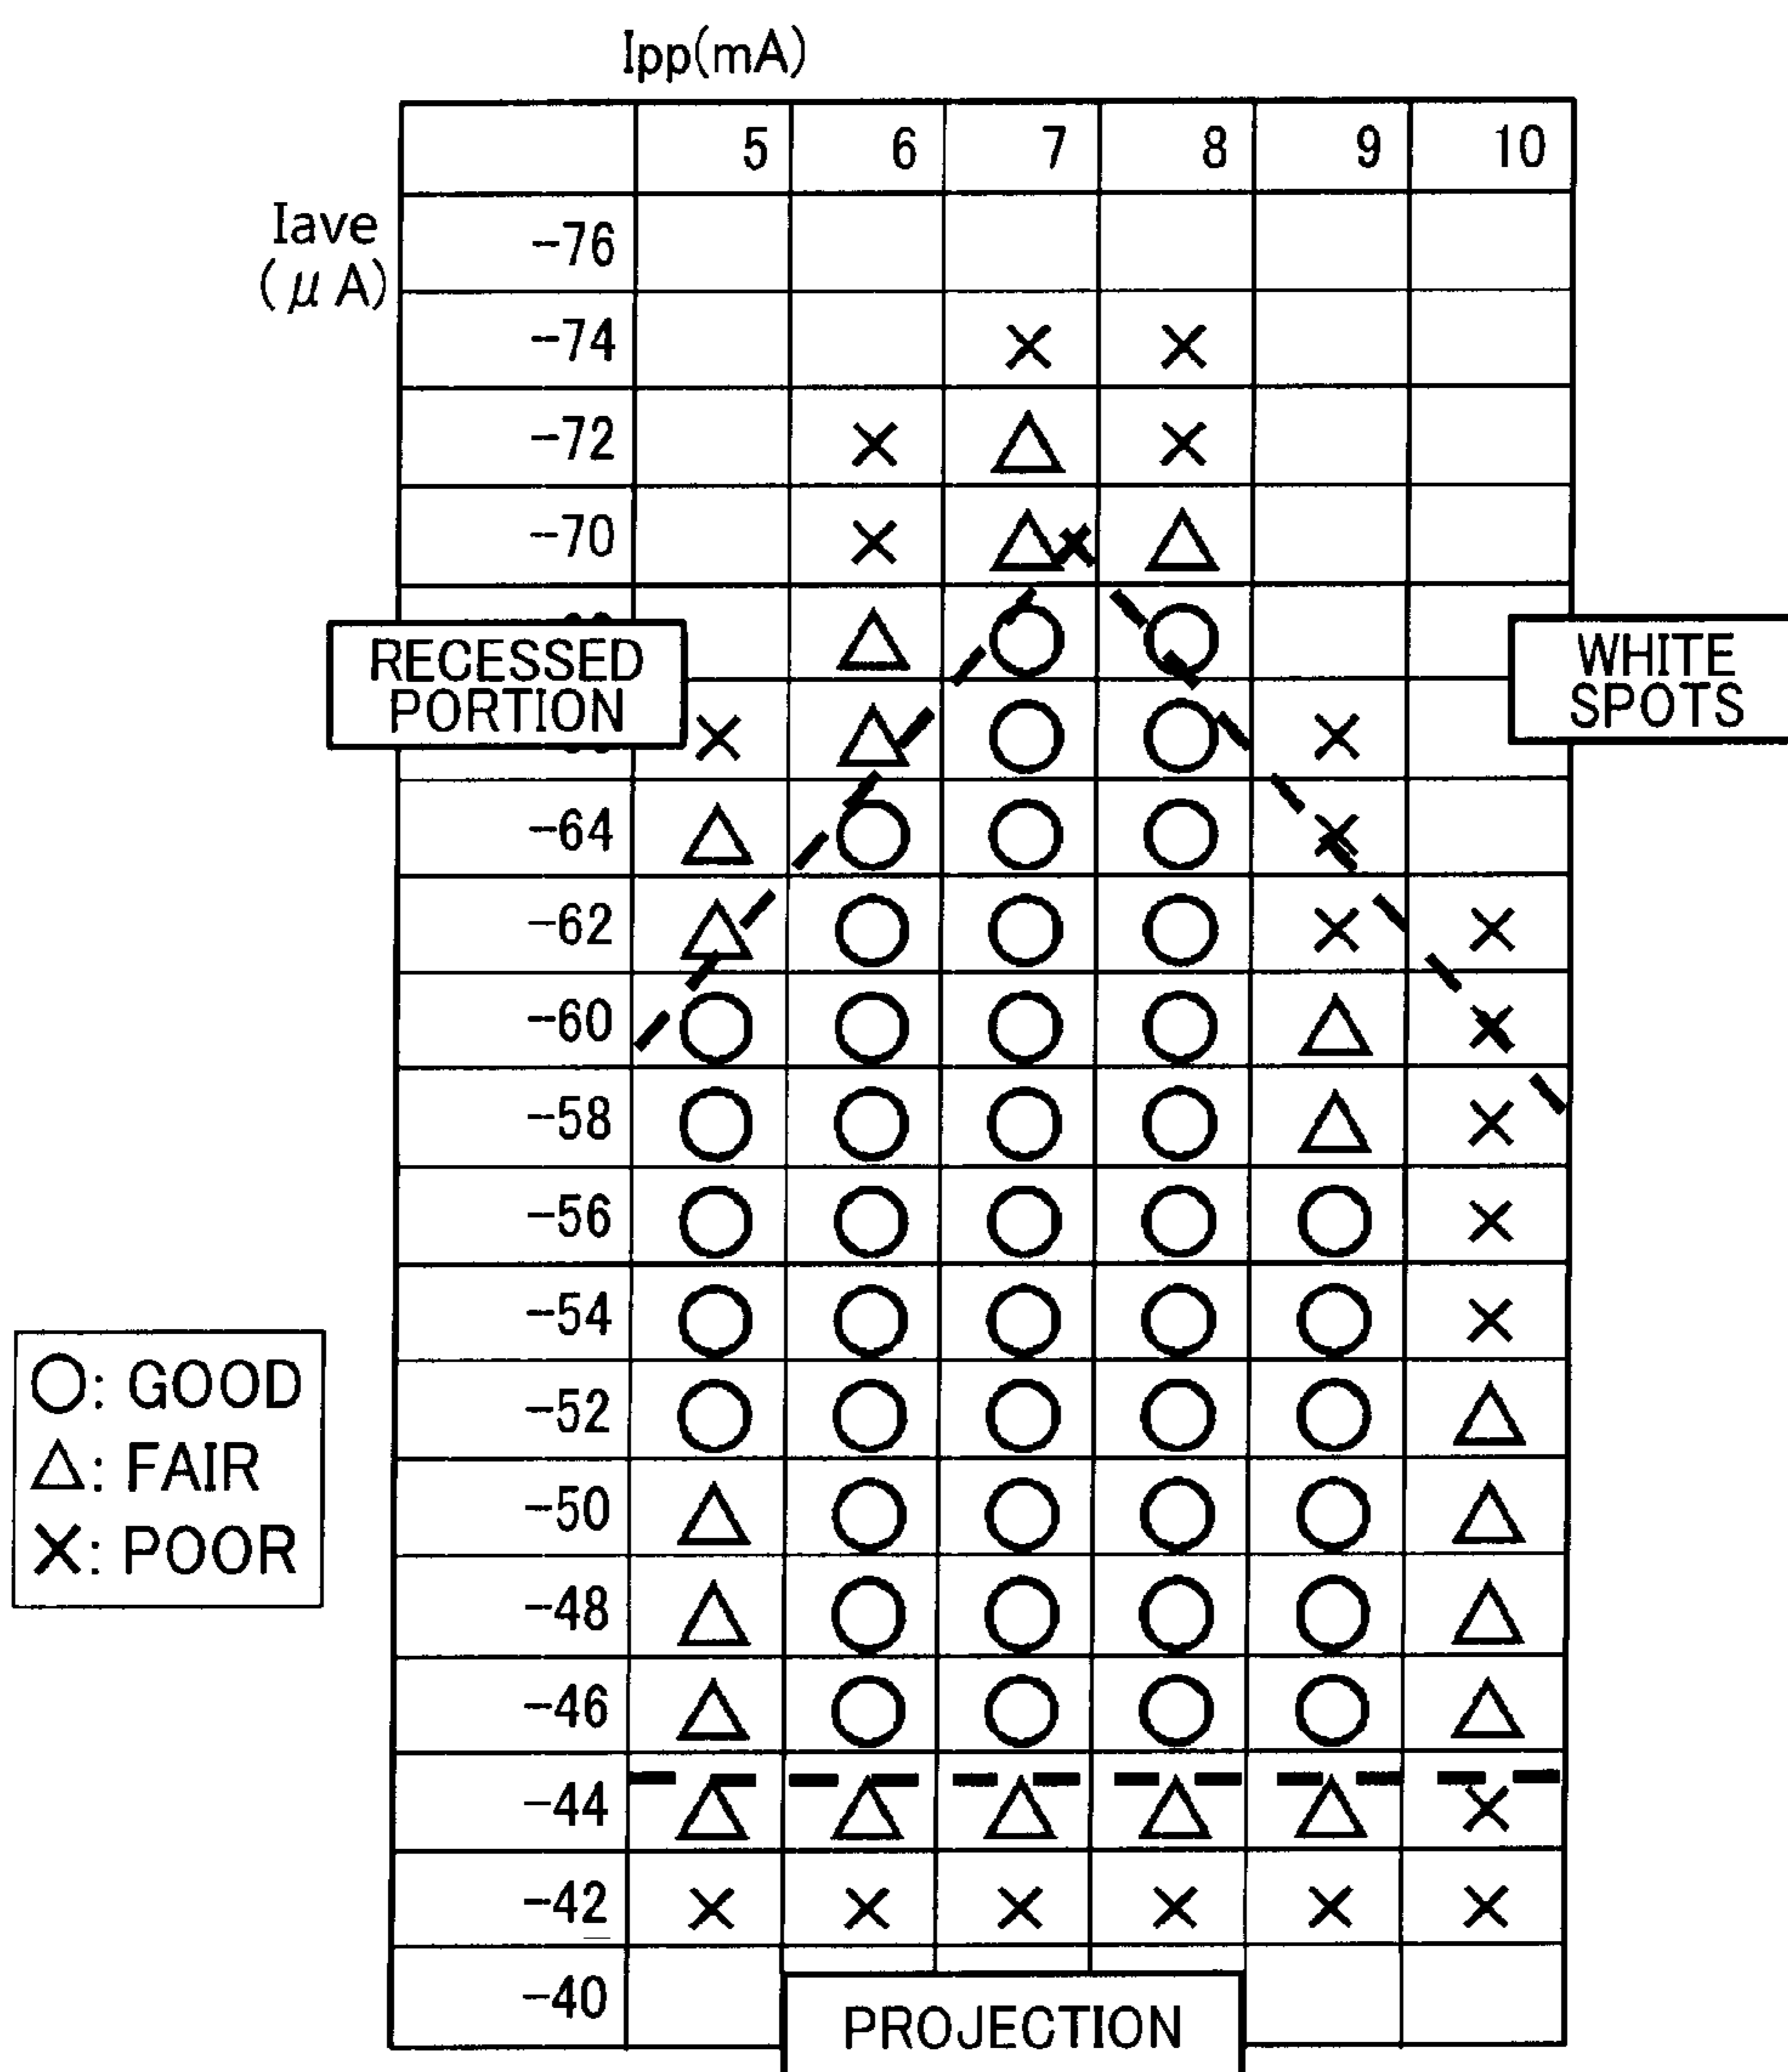 Ipp(mA)
5 6 7 8 9 10
Iave
(μA)
-76
-74 × ×
-72 × △ ×
-70 × △ × △
△ ○ ○
RECESSED
PORTION
WHITE
SPOTS
× △ ○ ○ ×
-64 △ ○ ○ ○ ×
-62 △ ○ ○ ○ × ×
-60 ○ ○ ○ ○ △ ×
-58 ○ ○ ○ ○ △ ×
-56 ○ ○ ○ ○ ○ ×
-54 ○ ○ ○ ○ ○ ×
-52 ○ ○ ○ ○ ○ △
-50 △ ○ ○ ○ ○ △
-48 △ ○ ○ ○ ○ △
-46 △ ○ ○ ○ ○ △
-44 △ △ △ △ △ ×
-42 × × × × × ×
-40
PROJECTION
○: GOOD
△: FAIR
×: POOR